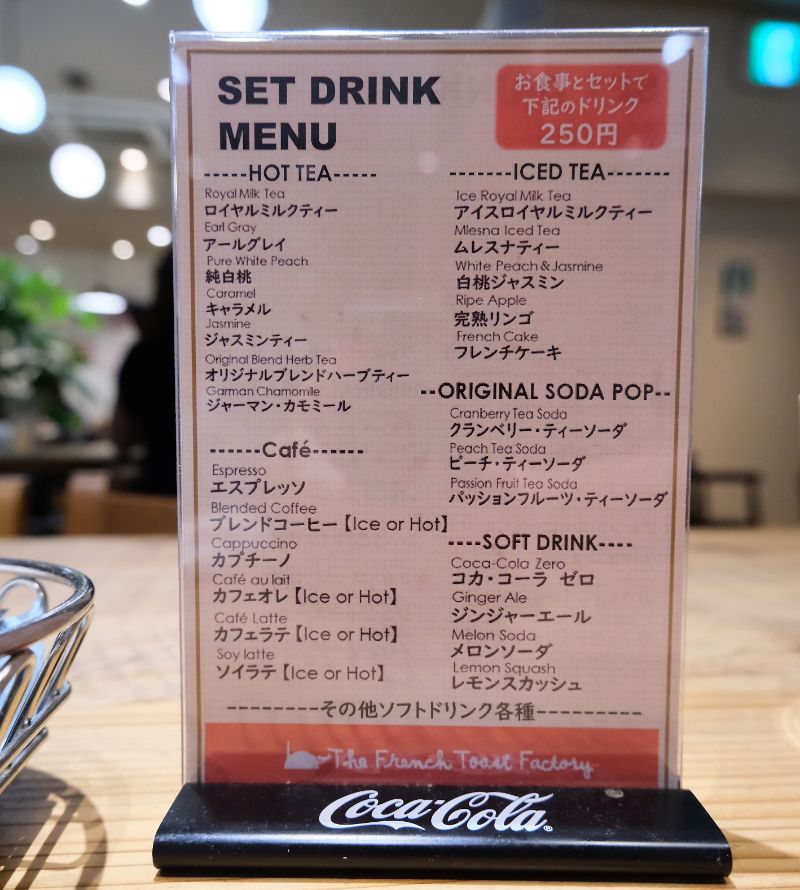 SET DRINK
MENU
お食事とセットで
下記のドリンク
250円
-----HOT TEA-----
Royal Milk Tea
ロイヤルミルクティー
Earl Gray
アールグレイ
Pure White Peach
純白桃
Caramel
キャラメル
Jasmine
ジャスミンティー
Original Blend Herb Tea
オリジナルブレンドハーブティー
Garman Chamomile
ジャーマン・カモミール
------Café------
Espresso
エスプレッソ
Blended Coffee
ブレンドコーヒー【Ice or Hot】
Cappuccino
カプチーノ
Café au lait
カフェオレ【Ice or Hot】
Café Latte
カフェラテ【Ice or Hot】
Soy latte
ソイラテ【Ice or Hot】
-------ICED TEA-------
Ice Royal Milk Tea
アイスロイヤルミルクティー
Mlesna Iced Tea
ムレスナティー
White Peach & Jasmine
白桃ジャスミン
Ripe Apple
完熟リンゴ
French Cake
フレンチケーキ
--ORIGINAL SODA POP--
Cranberry Tea Soda
クランベリー・ティーソーダ
Peach Tea Soda
ピーチ・ティーソーダ
Passion Fruit Tea Soda
パッションフルーツ・ティーソーダ
----SOFT DRINK----
Coca-Cola Zero
コカ・コーラ ゼロ
Ginger Ale
ジンジャーエール
Melon Soda
メロンソーダ
Lemon Squash
レモンスカッシュ
--------その他ソフトドリンク各種---------
The French Toast Factory
Coca-Cola®